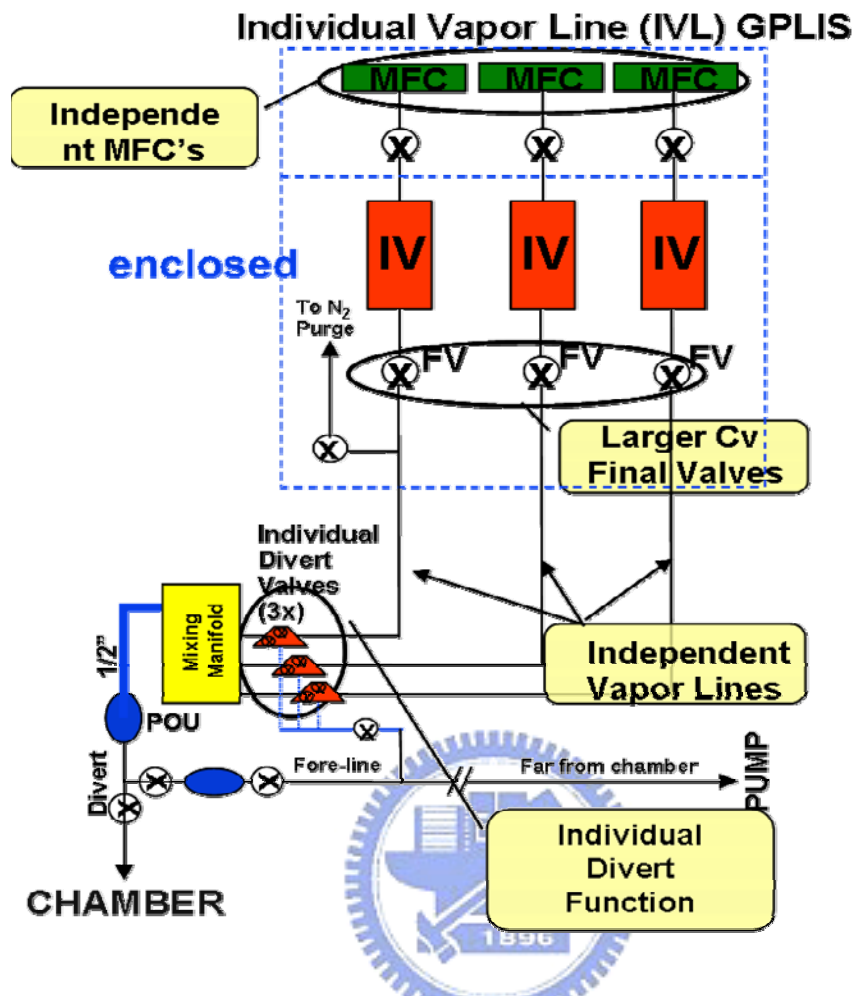 Individual Vapor Line (IVL) GPLIS
MFC MFC MFC
Independe
nt MFC's
X X X
IV IV IV
enclosed
To N2
Purge
FV FV FV
X X X
X
Larger Cv
Final Valves
Individual
Divert
Valves
(3x)
Mixing
Manifold
1/2"
Independent
Vapor Lines
POU
X
Divert
X X
Fore-line
Far from chamber
PUMP
X
CHAMBER
Individual
Divert
Function
1896